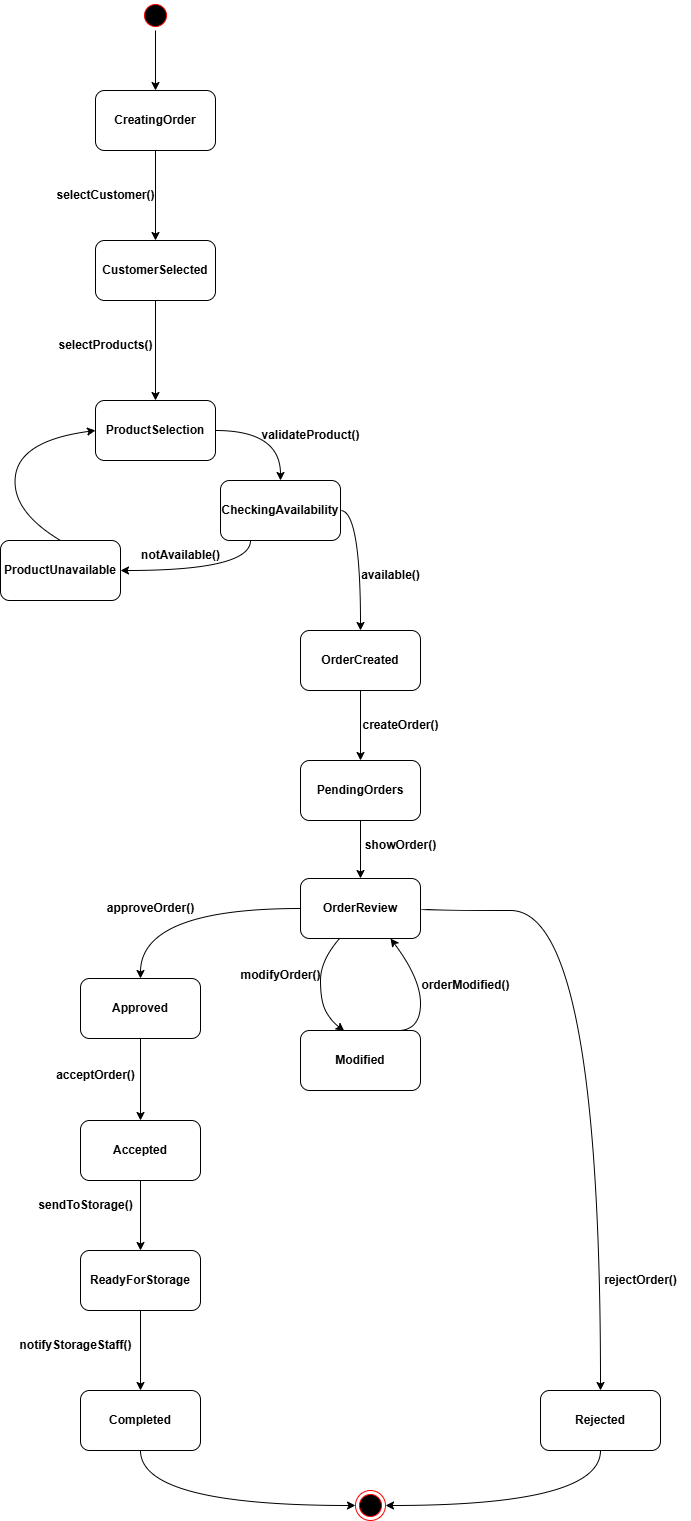 CreatingOrder
selectCustomer()
CustomerSelected
selectProducts()
ProductSelection
validateProduct()
CheckingAvailability
notAvailable()
ProductUnavailable
available()
OrderCreated
createOrder()
PendingOrders
showOrder()
OrderReview
approveOrder()
modifyOrder()
orderModified()
Approved
Modified
acceptOrder()
Accepted
sendToStorage()
ReadyForStorage
rejectOrder()
notifyStorageStaff()
Completed
Rejected